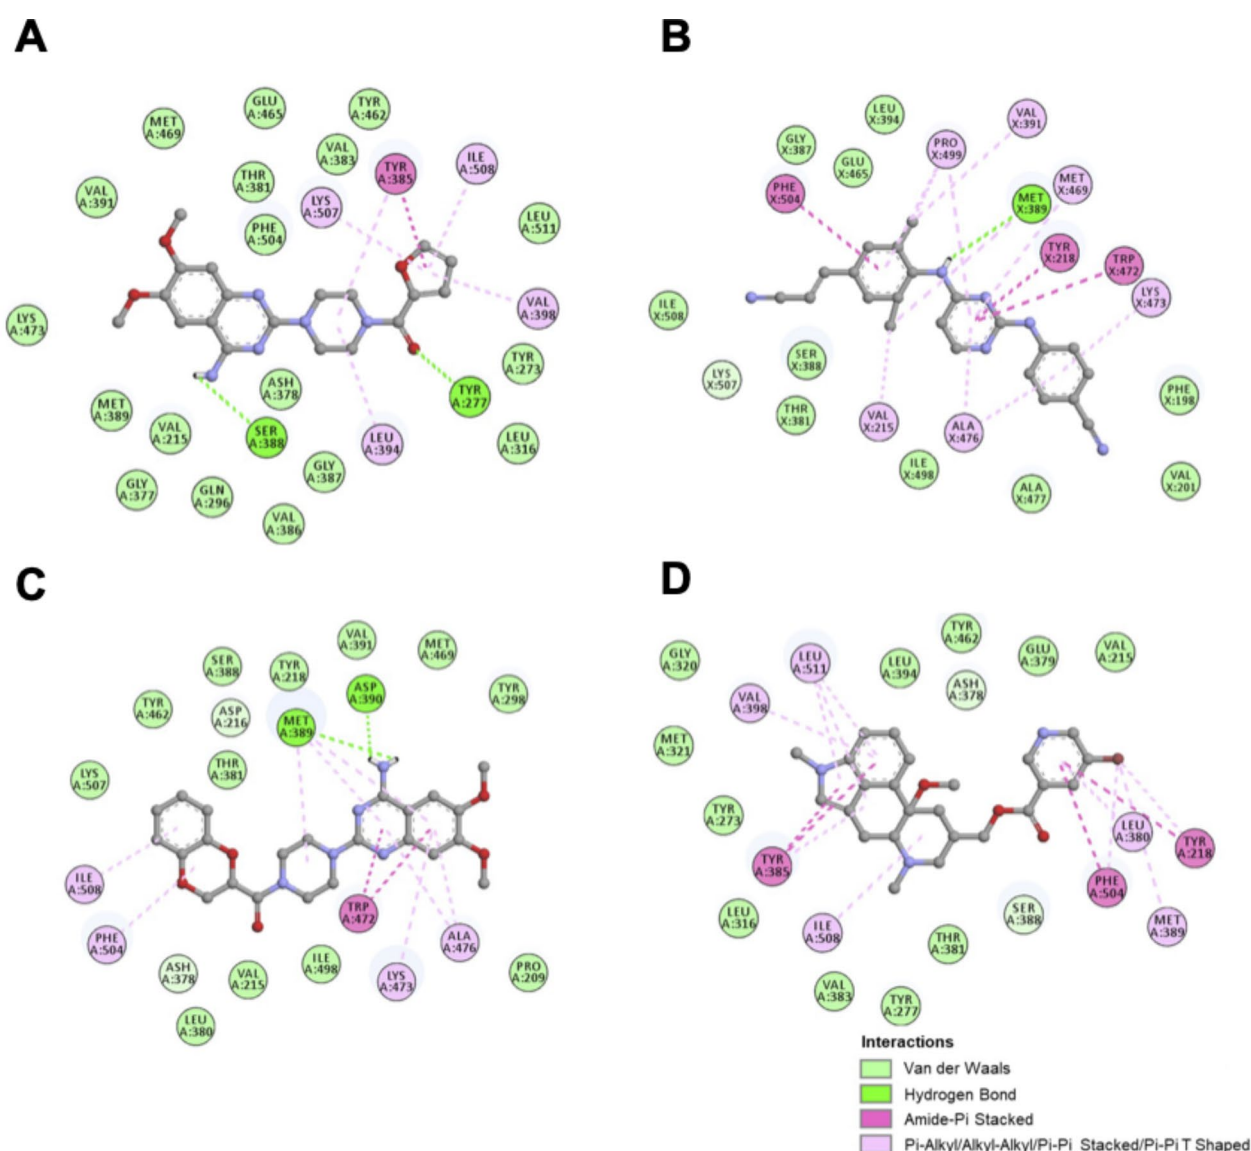 A
MET
A:469
GLU
A:465
TYR
A:462
VAL
A:383
TYR
A:385
ILE
A:508
VAL
A:391
THR
A:381
LYS
A:507
PHE
A:504
LEU
A:511
LYS
A:473
VAL
A:398
TYR
A:273
ASH
A:378
TYR
A:277
MET
A:389
VAL
A:215
SER
A:388
LEU
A:394
LEU
A:316
GLY
A:377
GLN
A:296
GLY
A:387
VAL
A:386
B
LEU
X:394
VAL
X:391
GLY
X:387
PRO
X:499
GLU
X:465
PHE
X:504
MET
X:469
MET
X:389
TYR
X:218
TRP
X:472
LYS
X:473
ILE
X:508
SER
X:388
LYS
X:507
THR
X:381
VAL
X:215
ALA
X:476
PHE
X:198
ILE
X:498
ALA
X:477
VAL
X:201
C
VAL
A:391
MET
A:469
SER
A:388
TYR
A:218
ASP
A:390
TYR
A:298
TYR
A:462
ASP
A:216
MET
A:389
LYS
A:507
THR
A:381
ILE
A:508
TRP
A:472
PHE
A:504
ALA
A:476
ASH
A:378
VAL
A:215
ILE
A:498
LYS
A:473
PRO
A:209
LEU
A:380
D
GLY
A:320
LEU
A:511
TYR
A:462
LEU
A:394
ASH
A:378
GLU
A:379
VAL
A:215
VAL
A:398
MET
A:321
TYR
A:273
TYR
A:385
LEU
A:380
TYR
A:218
PHE
A:504
LEU
A:316
ILE
A:508
SER
A:388
MET
A:389
THR
A:381
VAL
A:383
TYR
A:277
Interactions
Van der Waals
Hydrogen Bond
Amide-Pi Stacked
Pi-Alkyl/Alkyl-Alkyl/Pi-Pi Stacked/Pi-Pi T Shaped